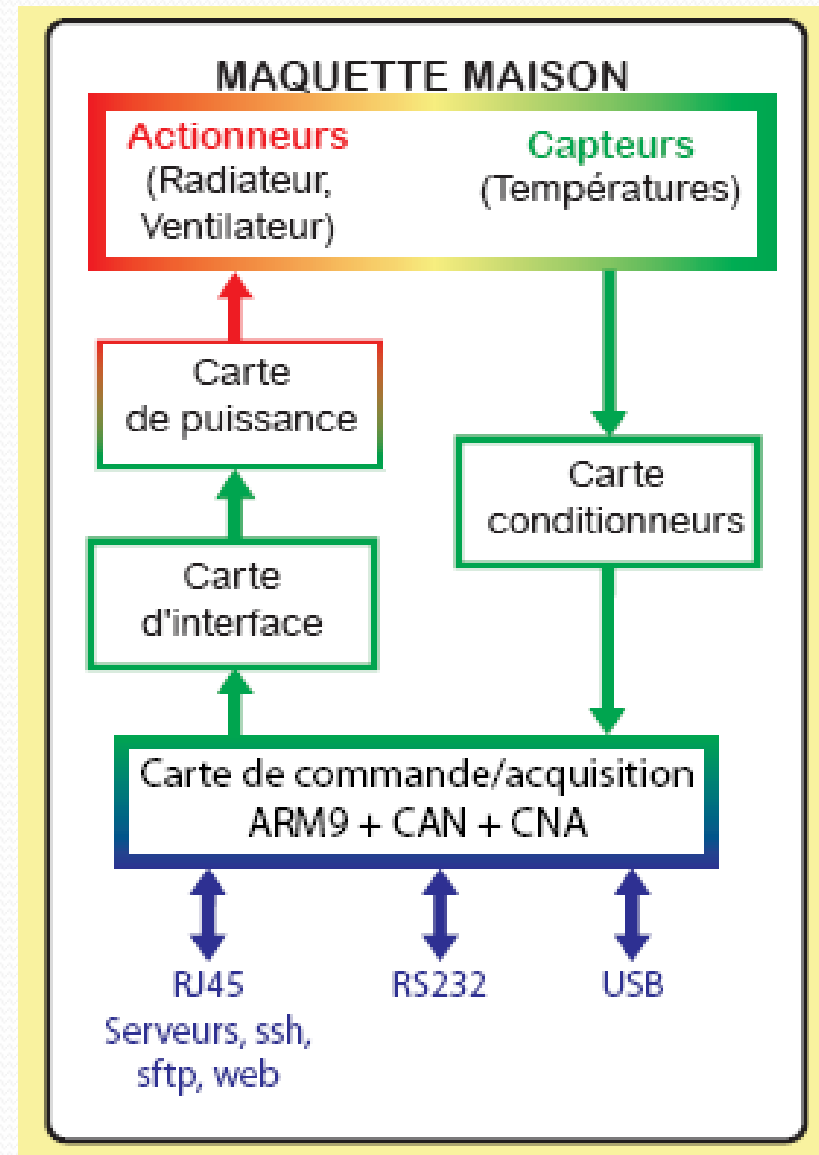 MAQUETTE MAISON
Actionneurs
(Radiateur,
Ventilateur)
Capteurs
(Températures)
Carte
de puissance
Carte
conditionneurs
Carte
d'interface
Carte de commande/acquisition
ARM9 + CAN + CNA
RJ45
Serveurs, ssh,
sftp, web
RS232
USB